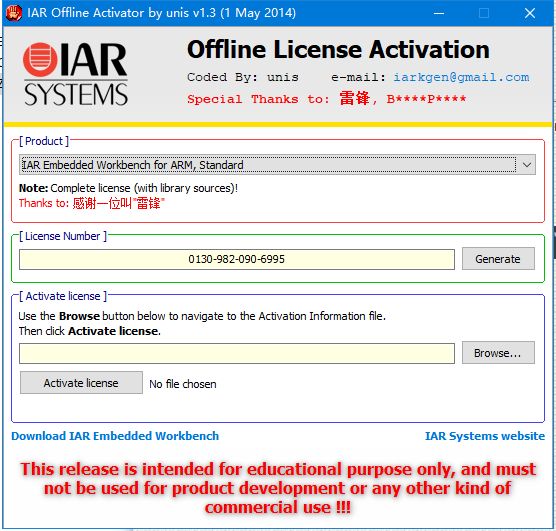 IAR Offline Activator by unis v1.3 (1 May 2014)
IAR
SYSTEMS
Offline License Activation
Coded By: unis e-mail: iarkgen@gmail.com
Special Thanks to: 雷锋, B****P****
[ Product ]
IAR Embedded Workbench for ARM, Standard
Note: Complete license (with library sources)!
Thanks to: 感谢一位叫"雷锋"
[ License Number ]
0130-982-090-6995
Generate
[ Activate license ]
Use the Browse button below to navigate to the Activation Information file.
Then click Activate license.
Browse...
Activate license
No file chosen
Download IAR Embedded Workbench
IAR Systems website
This release is intended for educational purpose only, and must
not be used for product development or any other kind of
commercial use !!!